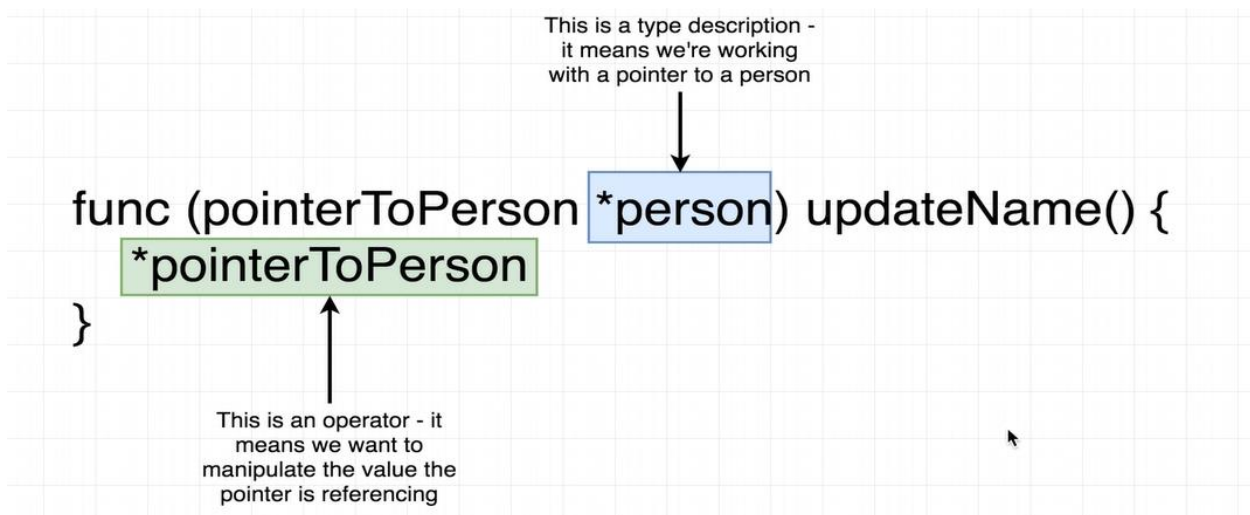 This is a type description -
it means we're working
with a pointer to a person
func (pointerToPerson *person) updateName() {
*pointerToPerson
}
This is an operator - it
means we want to
manipulate the value the
pointer is referencing